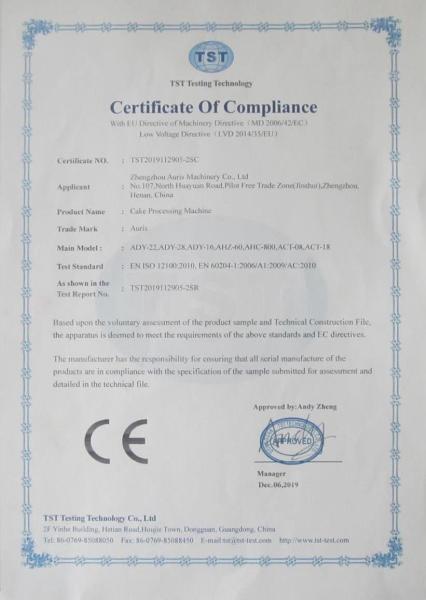 TST
TST Testing Technology
Certificate Of Compliance
With EU Directive of Machinery Directive (MD 2006/42/EC)
Low Voltage Directive (LVD 2014/35/EU)
Certificate NO. : TST2019112905-2SC
Zhengzhou Auris Machinery Co., Ltd
Applicant : No.107,North Huayuan Road,Pilot Free Trade Zone(Jinshui),Zhengzhou,
Henan, China
Product Name : Cake Processing Machine
Trade Mark : Auris
Main Model : : ADY-22,ADY-28,ADY-16,AHZ-60,AHC-800,ACT-08,ACT-18
Test Standard : EN ISO 12100:2010, EN 60204-1:2006/A1:2009/AC:2010
As shown in the
Test Report No. : TST2019112905-2SR
Based upon the voluntary assessment of the product sample and Technical Construction File,
the apparatus is deemed to meet the requirements of the above standards and EC directives.
The manufacturer has the responsibility for ensuring that all serial manufacture of the
products are in compliance with the specification of the sample submitted for assessment and
detailed in the technical file.
Approved by:Andy Zheng
CE
APPROVED
Manager
Dec.06,2019
TST Testing Technology Co., Ltd
2F Yinhe Building, Hetian Road,Houjie Town, Dongguan, Guangdong, China
Tel: 86-0769-85088050 Fax: 86-0769-85088450 E-mail:tst@tst-test.com http://www.tst-test.com